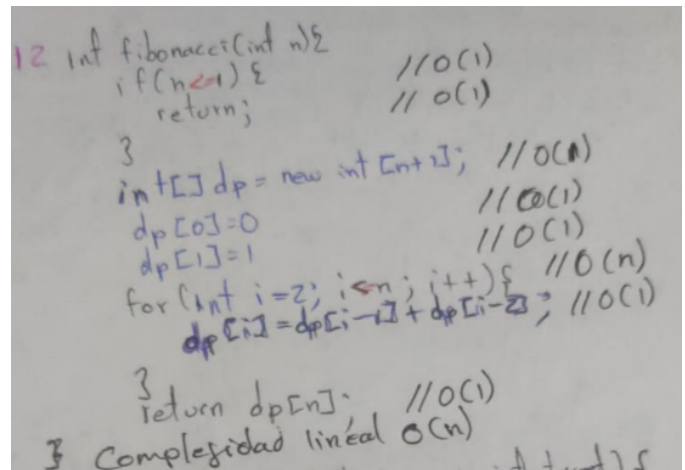 12 int fibonacci(int n){
if(n<=1) { //O(1)
return; //O(1)
}
int[] dp = new int [n+1]; //O(n)
dp[0]=0 //O(1)
dp[1]=1 //O(1)
for (int i=2; i<=n; i++){ //O(n)
dp[i]=dp[i-1]+dp[i-2]; //O(1)
}
return dp[n]; //O(1)
} Complejidad lineal O(n)